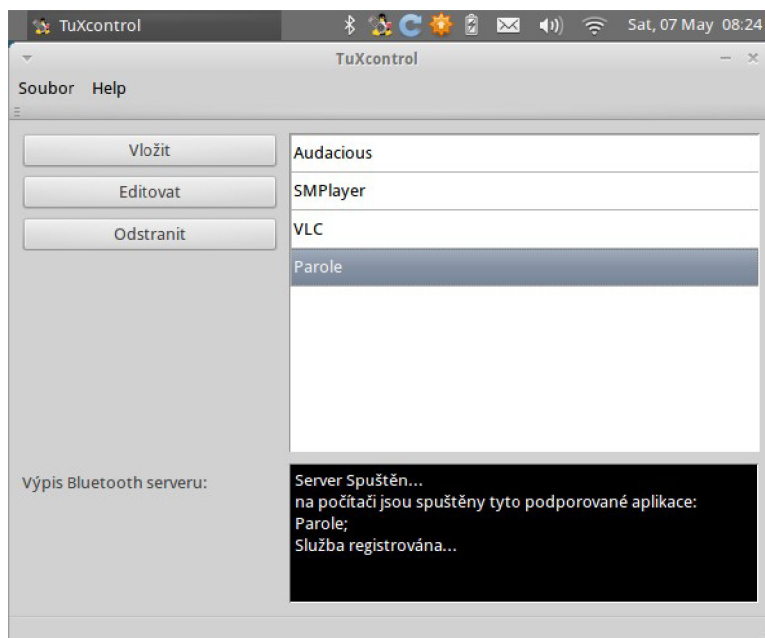 TuXcontrol
Sat, 07 May 08:24
TuXcontrol
Soubor Help
Vložit
Editovat
Odstranit
Audacious
SMPlayer
VLC
Parole
Výpis Bluetooth serveru:
Server Spuštěn...
na počítači jsou spuštěny tyto podporované aplikace:
Parole;
Služba registrována...